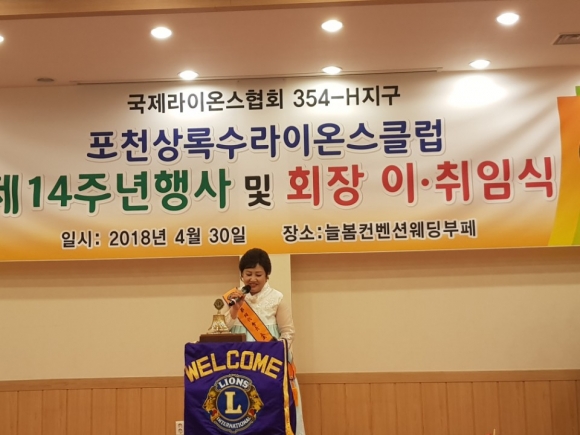 국제라이온스협회 354-H지구
포천상록수라이온스클럽
제14주년행사 및 회장 이·취임식
일시: 2018년 4월 30일 장소:늘봄컨벤션웨딩부페
WELCOME
LIONS
L
INTERNATIONAL